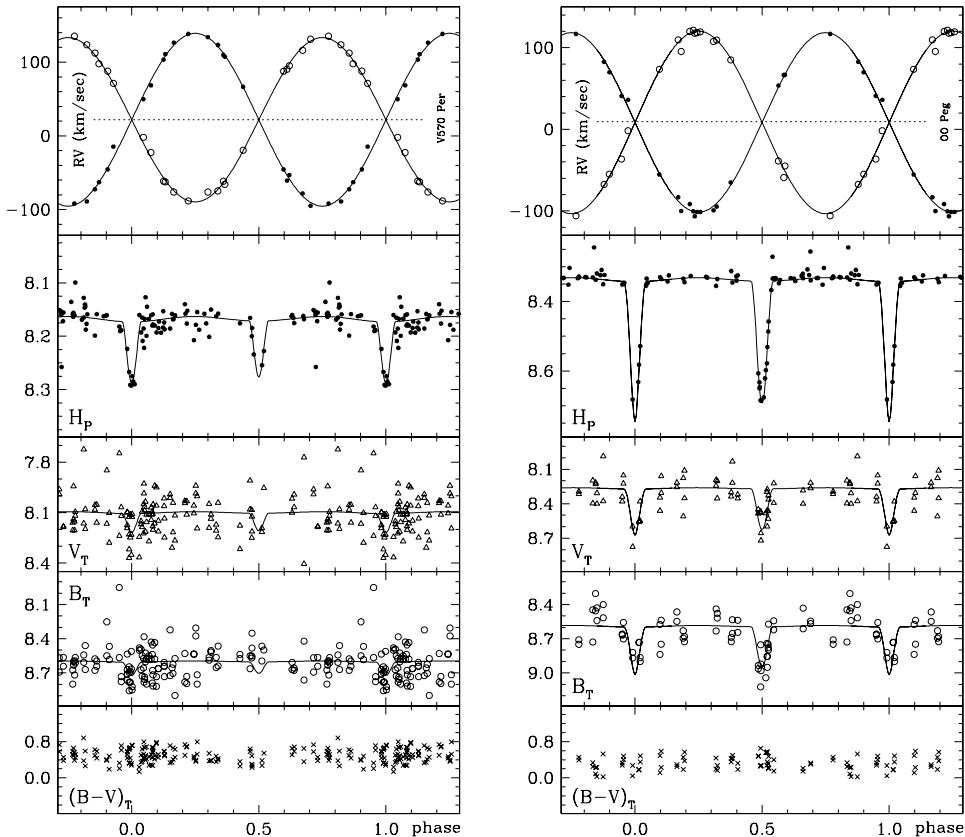 100
0
−100
RV (km/sec)
V570 Per
8.1
8.2
8.3
H_P
7.8
8.1
8.4
V_T
8.1
8.4
8.7
B_T
0.8
0.0
(B−V)_T
0.0 0.5 1.0 phase
100
0
−100
RV (km/sec)
OO Peg
8.4
8.6
H_P
8.1
8.4
8.7
V_T
8.4
8.7
9.0
B_T
0.8
0.0
(B−V)_T
0.0 0.5 1.0 phase